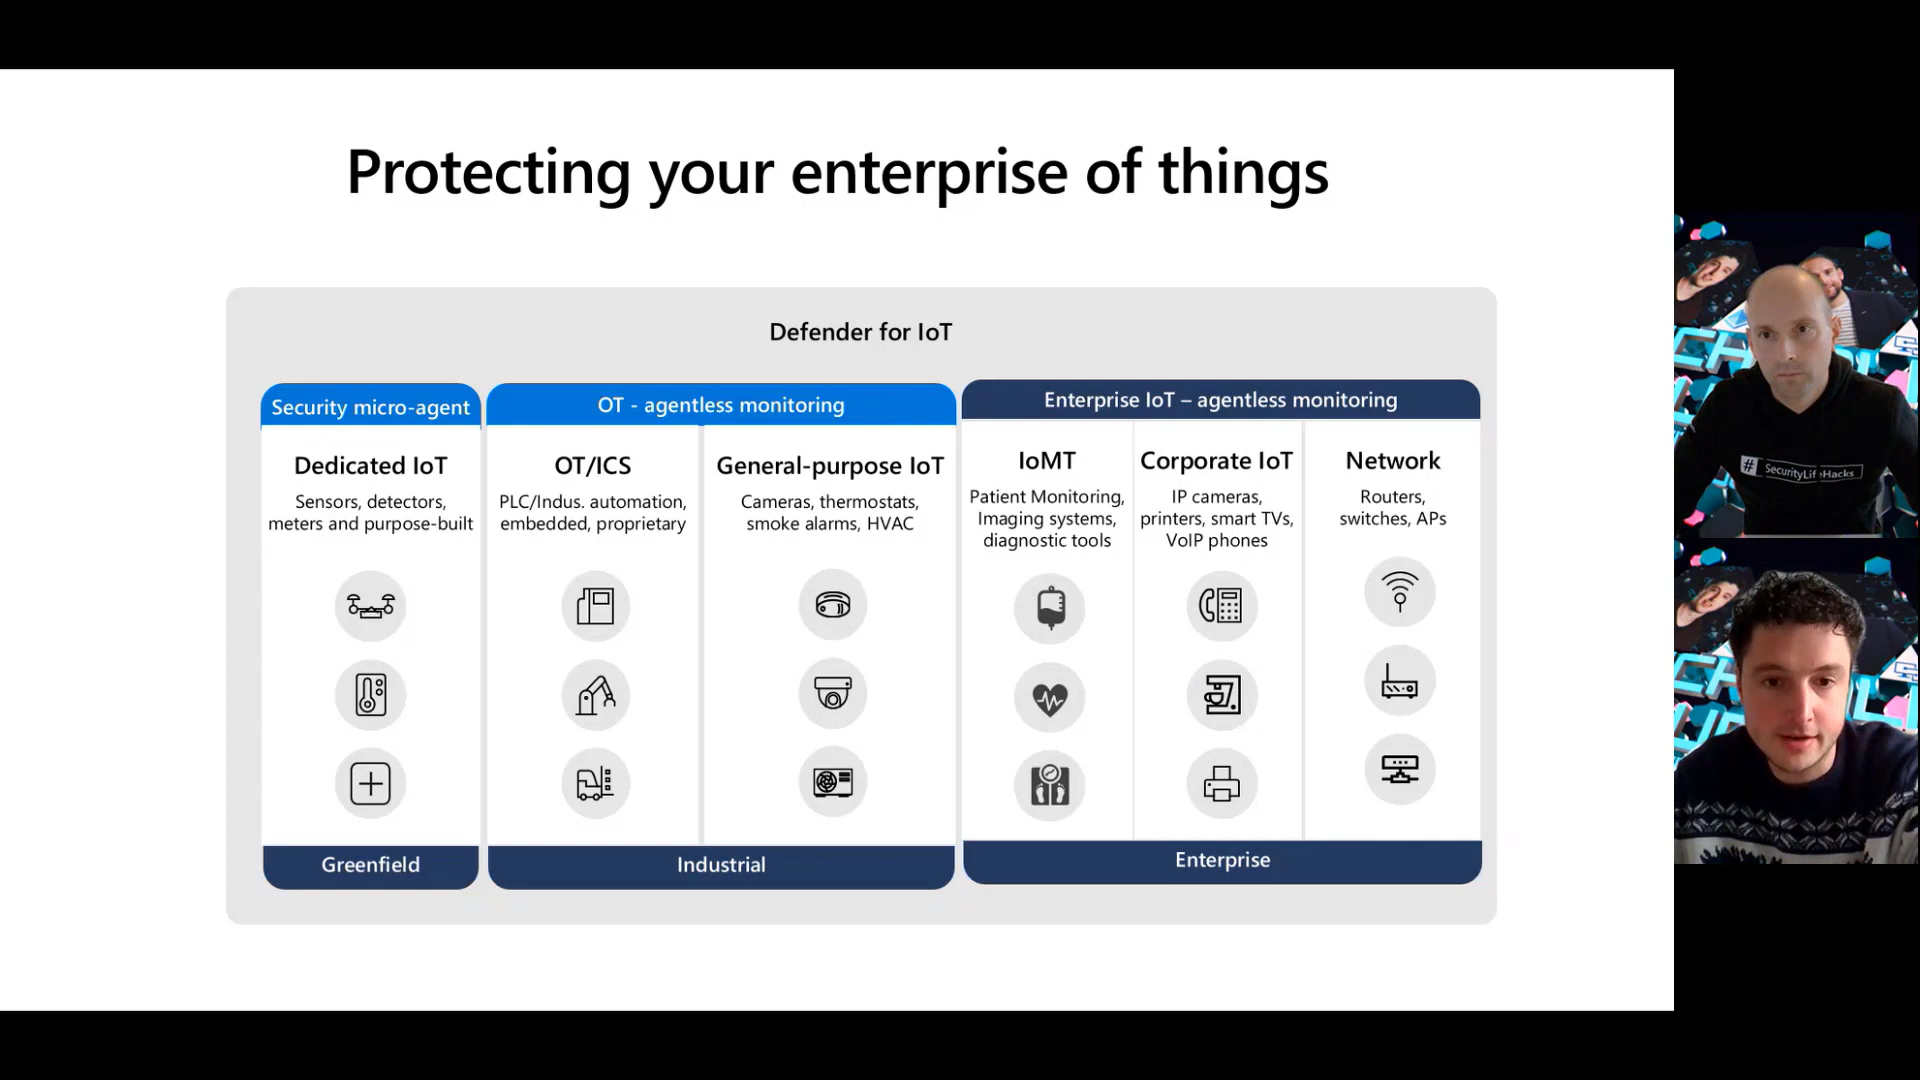 Protecting your enterprise of things
Defender for IoT
Security micro-agent
OT - agentless monitoring
Enterprise IoT – agentless monitoring
Dedicated IoT
Sensors, detectors,
meters and purpose-built
OT/ICS
PLC/Indus. automation,
embedded, proprietary
General-purpose IoT
Cameras, thermostats,
smoke alarms, HVAC
IoMT
Patient Monitoring,
Imaging systems,
diagnostic tools
Corporate IoT
IP cameras,
printers, smart TVs,
VoIP phones
Network
Routers,
switches, APs
Greenfield
Industrial
Enterprise
# SecurityLifeHacks